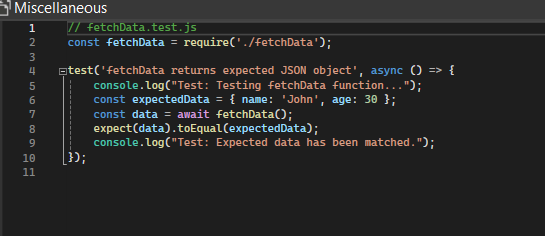 Miscellaneous
1 // fetchData.test.js
2 const fetchData = require('./fetchData');
3
4 test('fetchData returns expected JSON object', async () => {
5 console.log("Test: Testing fetchData function...");
6 const expectedData = { name: 'John', age: 30 };
7 const data = await fetchData();
8 expect(data).toEqual(expectedData);
9 console.log("Test: Expected data has been matched.");
10 });
11